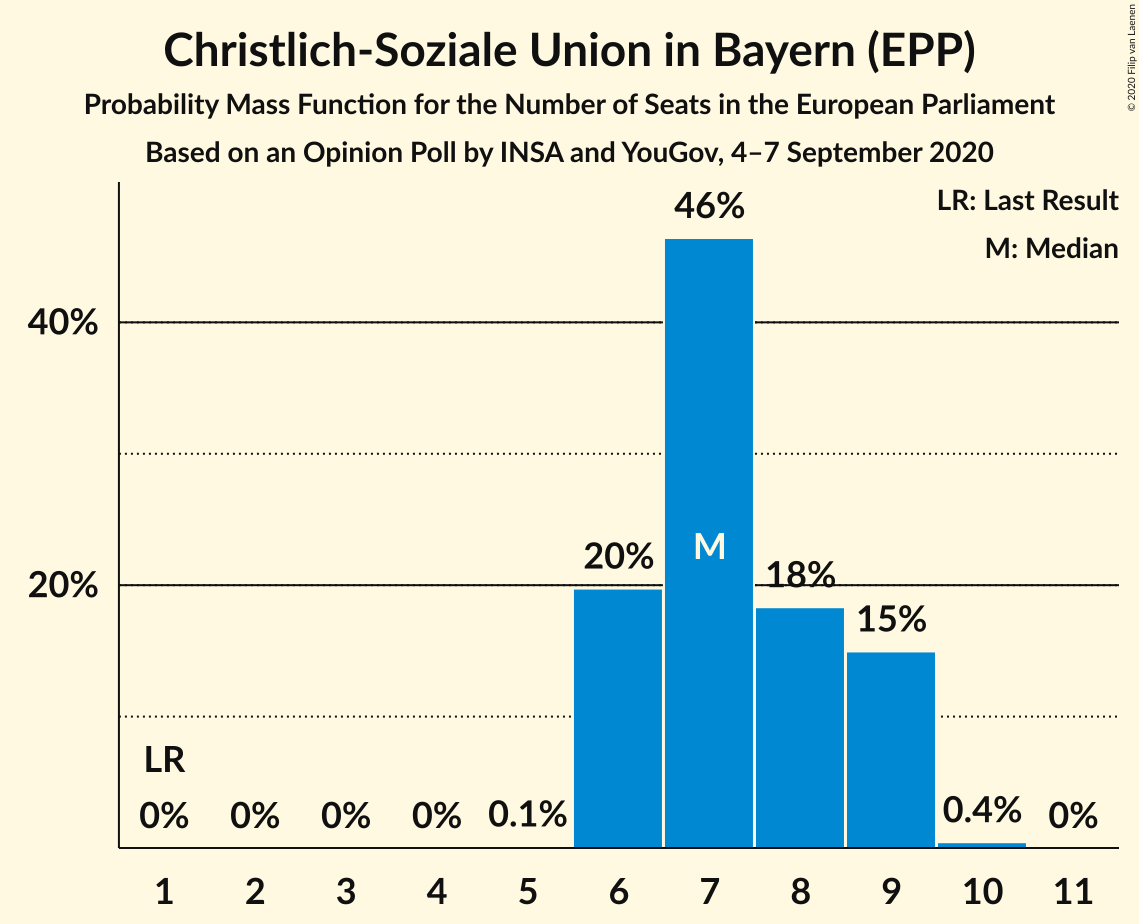 Christlich-Soziale Union in Bayern (EPP)
Probability Mass Function for the Number of Seats in the European Parliament
Based on an Opinion Poll by INSA and YouGov, 4–7 September 2020
© 2020 Filip van Laenen
LR: Last Result
M: Median
46%
40%
M
20%
18%
20%
15%
LR
0% 0% 0% 0% 0.1% 0.4% 0%
1 2 3 4 5 6 7 8 9 10 11